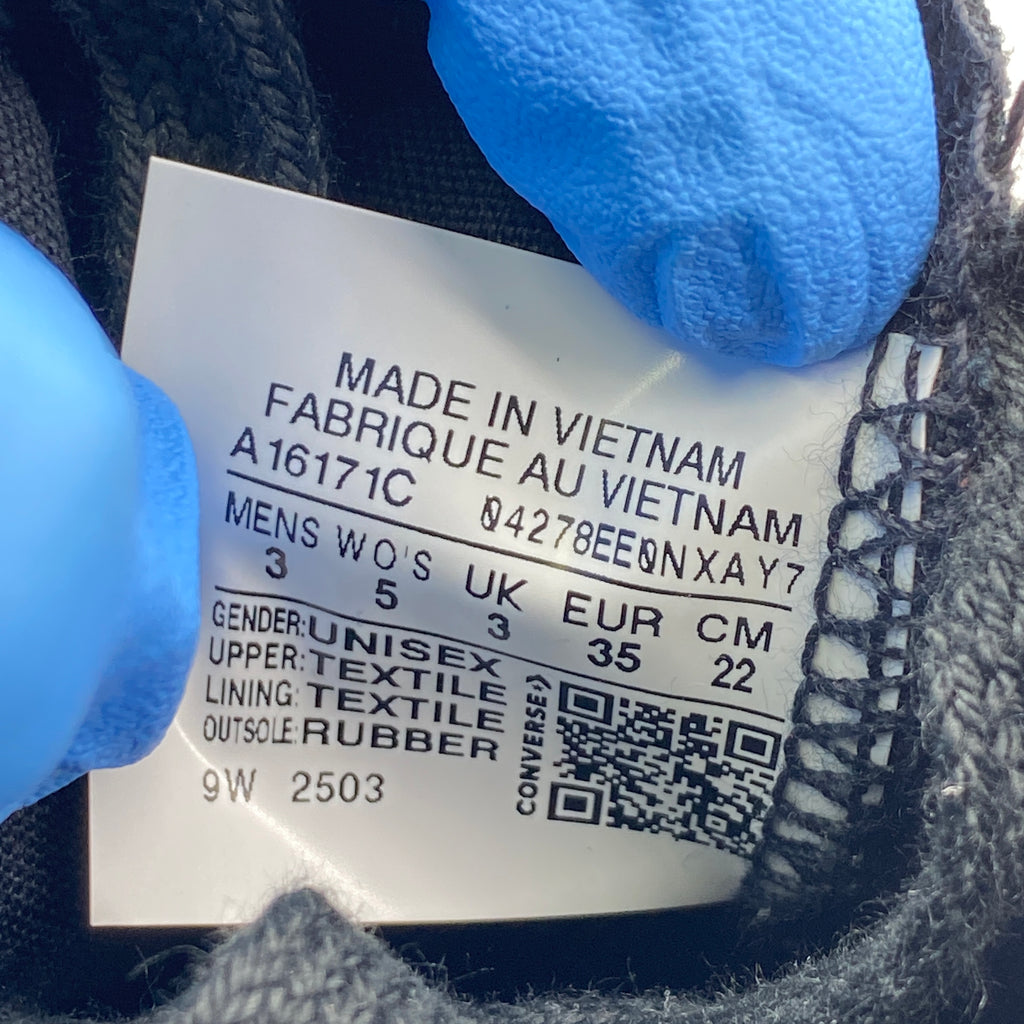 MADE IN VIETNAM
FABRIQUE AU VIETNAM
A16171C 04278EE0NXAY7
MENS WO'S UK EUR CM
3 5 3 35 22
GENDER: UNISEX
UPPER: TEXTILE
LINING: TEXTILE
OUTSOLE: RUBBER
9W 2503
CONVERSE